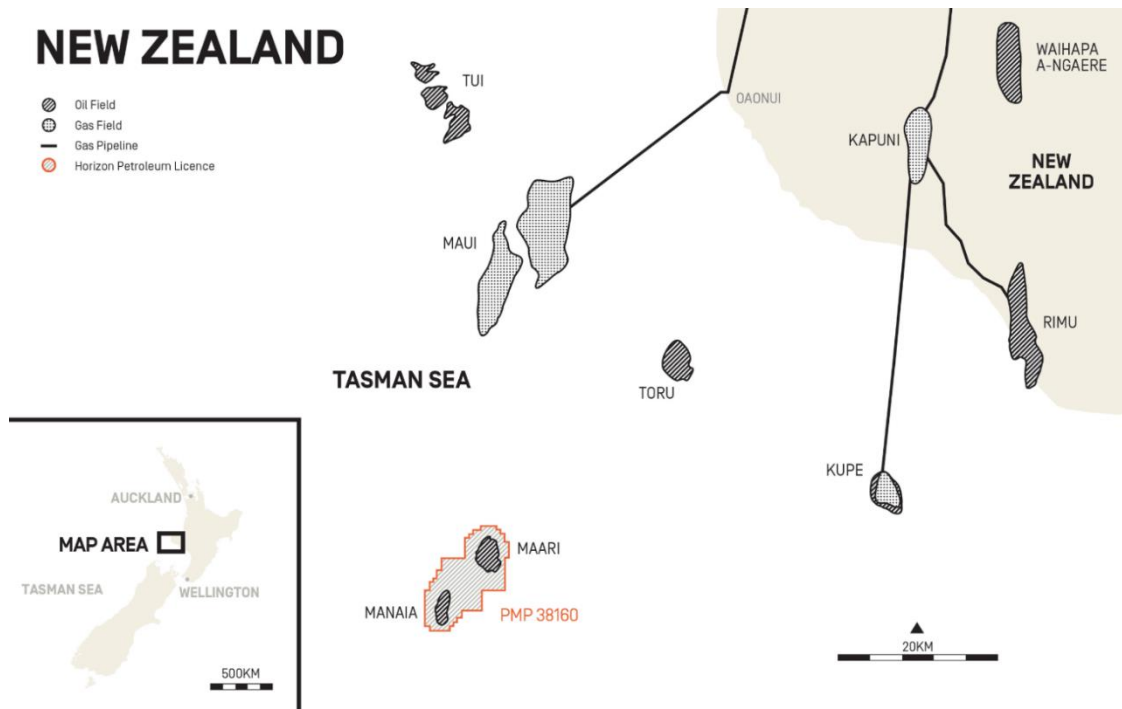 NEW ZEALAND
Oil Field
Gas Field
Gas Pipeline
Horizon Petroleum Licence
TUI
OAONUI
WAIHAPA
A-NGAERE
KAPUNI
NEW
ZEALAND
MAUI
RIMU
TASMAN SEA
TORU
KUPE
AUCKLAND
MAP AREA
TASMAN SEA
WELLINGTON
500KM
MAARI
MANAIA
PMP 38160
20KM